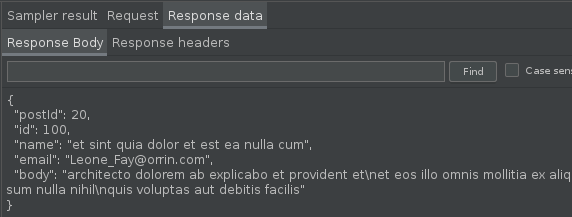 Sampler result Request Response data
Response Body Response headers
Find Case sens
{
"postId": 20,
"id": 100,
"name": "et sint quia dolor et est ea nulla cum",
"email": "Leone_Fay@orrin.com",
"body": "architecto dolorem ab explicabo et provident et\net eos illo omnis mollitia ex aliq
sum nulla nihil\nquis voluptas aut debitis facilis"
}